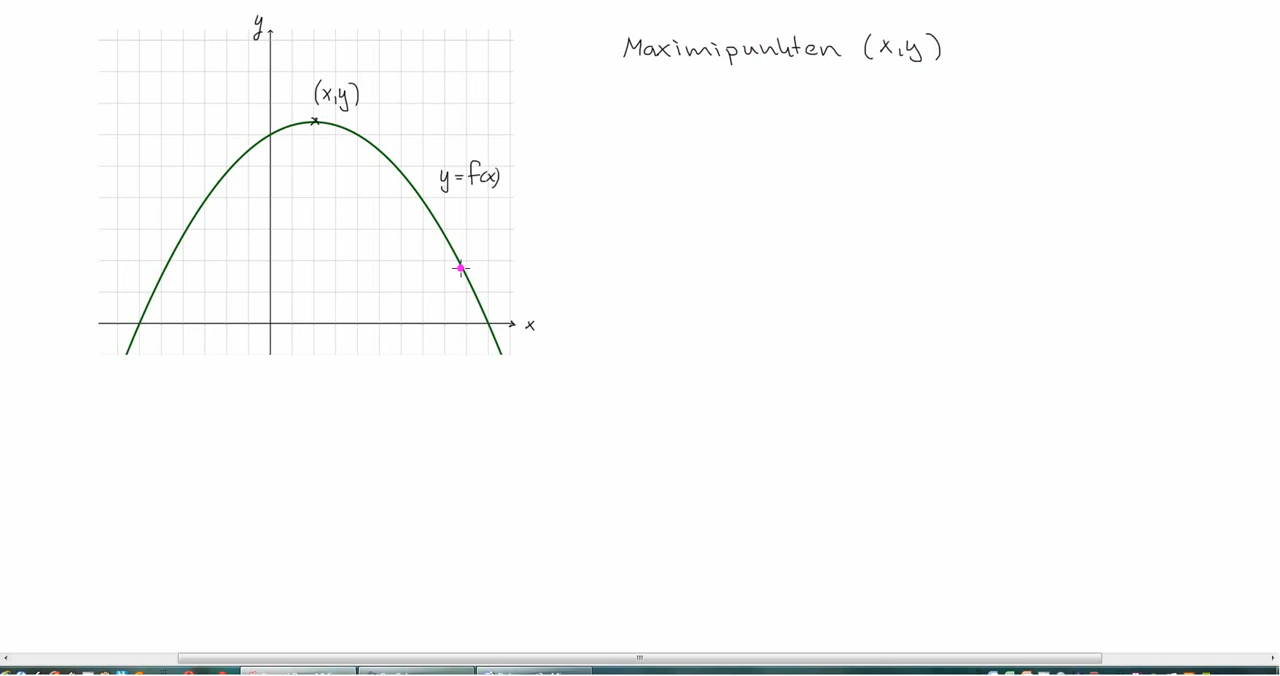 y
Maximipunkten (x,y)
(x,y)
y=f(x)
x